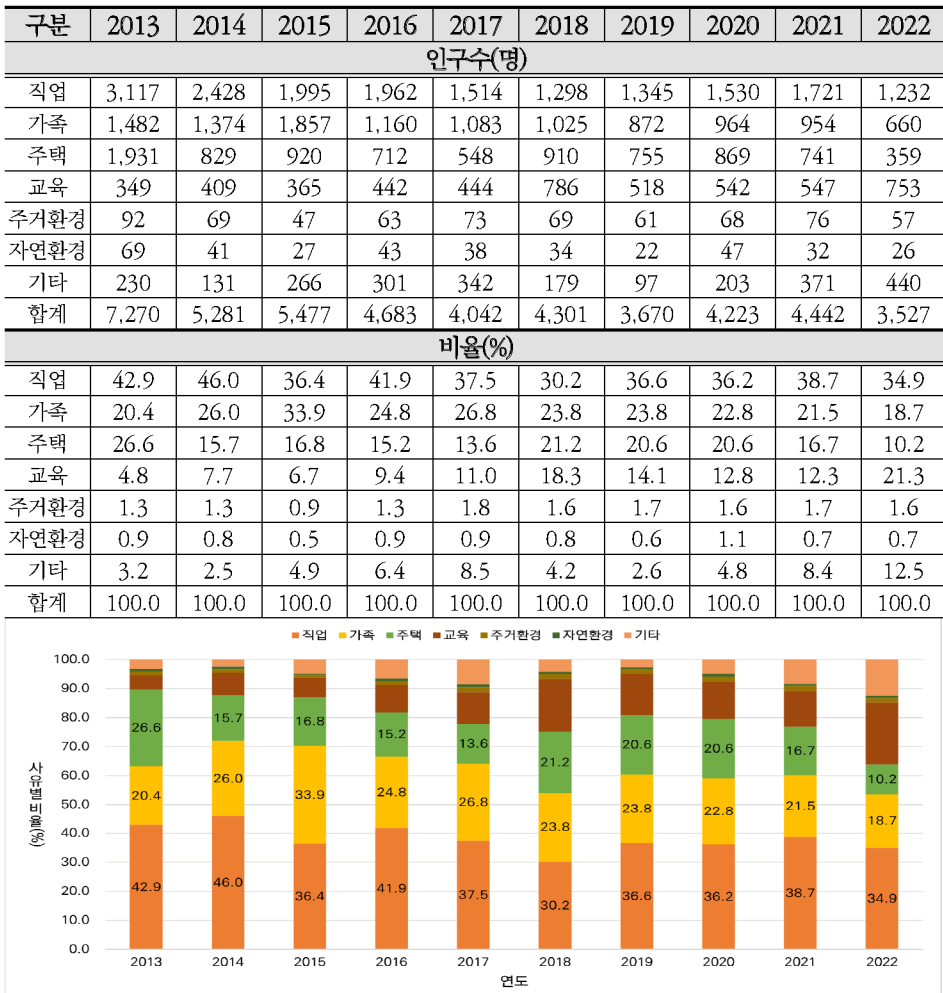 구분 2013 2014 2015 2016 2017 2018 2019 2020 2021 2022
인구수(명)
직업 3,117 2,428 1,995 1,962 1,514 1,298 1,345 1,530 1,721 1,232
가족 1,482 1,374 1,857 1,160 1,083 1,025 872 964 954 660
주택 1,931 829 920 712 548 910 755 869 741 359
교육 349 409 365 442 444 786 518 542 547 753
주거환경 92 69 47 63 73 69 61 68 76 57
자연환경 69 41 27 43 38 34 22 47 32 26
기타 230 131 266 301 342 179 97 203 371 440
합계 7,270 5,281 5,477 4,683 4,042 4,301 3,670 4,223 4,442 3,527
비율(%)
직업 42.9 46.0 36.4 41.9 37.5 30.2 36.6 36.2 38.7 34.9
가족 20.4 26.0 33.9 24.8 26.8 23.8 23.8 22.8 21.5 18.7
주택 26.6 15.7 16.8 15.2 13.6 21.2 20.6 20.6 16.7 10.2
교육 4.8 7.7 6.7 9.4 11.0 18.3 14.1 12.8 12.3 21.3
주거환경 1.3 1.3 0.9 1.3 1.8 1.6 1.7 1.6 1.7 1.6
자연환경 0.9 0.8 0.5 0.9 0.9 0.8 0.6 1.1 0.7 0.7
기타 3.2 2.5 4.9 6.4 8.5 4.2 2.6 4.8 8.4 12.5
합계 100.0 100.0 100.0 100.0 100.0 100.0 100.0 100.0 100.0 100.0
직업 가족 주택 교육 주거환경 자연환경 기타
사유별 비율(%)
100.0
90.0
80.0
70.0
60.0
50.0
40.0
30.0
20.0
10.0
0.0
26.6 15.7 16.8 15.2 13.6 21.2 20.6 20.6 16.7 10.2
20.4 26.0 33.9 24.8 26.8 23.8 23.8 22.8 21.5 18.7
42.9 46.0 36.4 41.9 37.5 30.2 36.6 36.2 38.7 34.9
2013 2014 2015 2016 2017 2018 2019 2020 2021 2022
연도